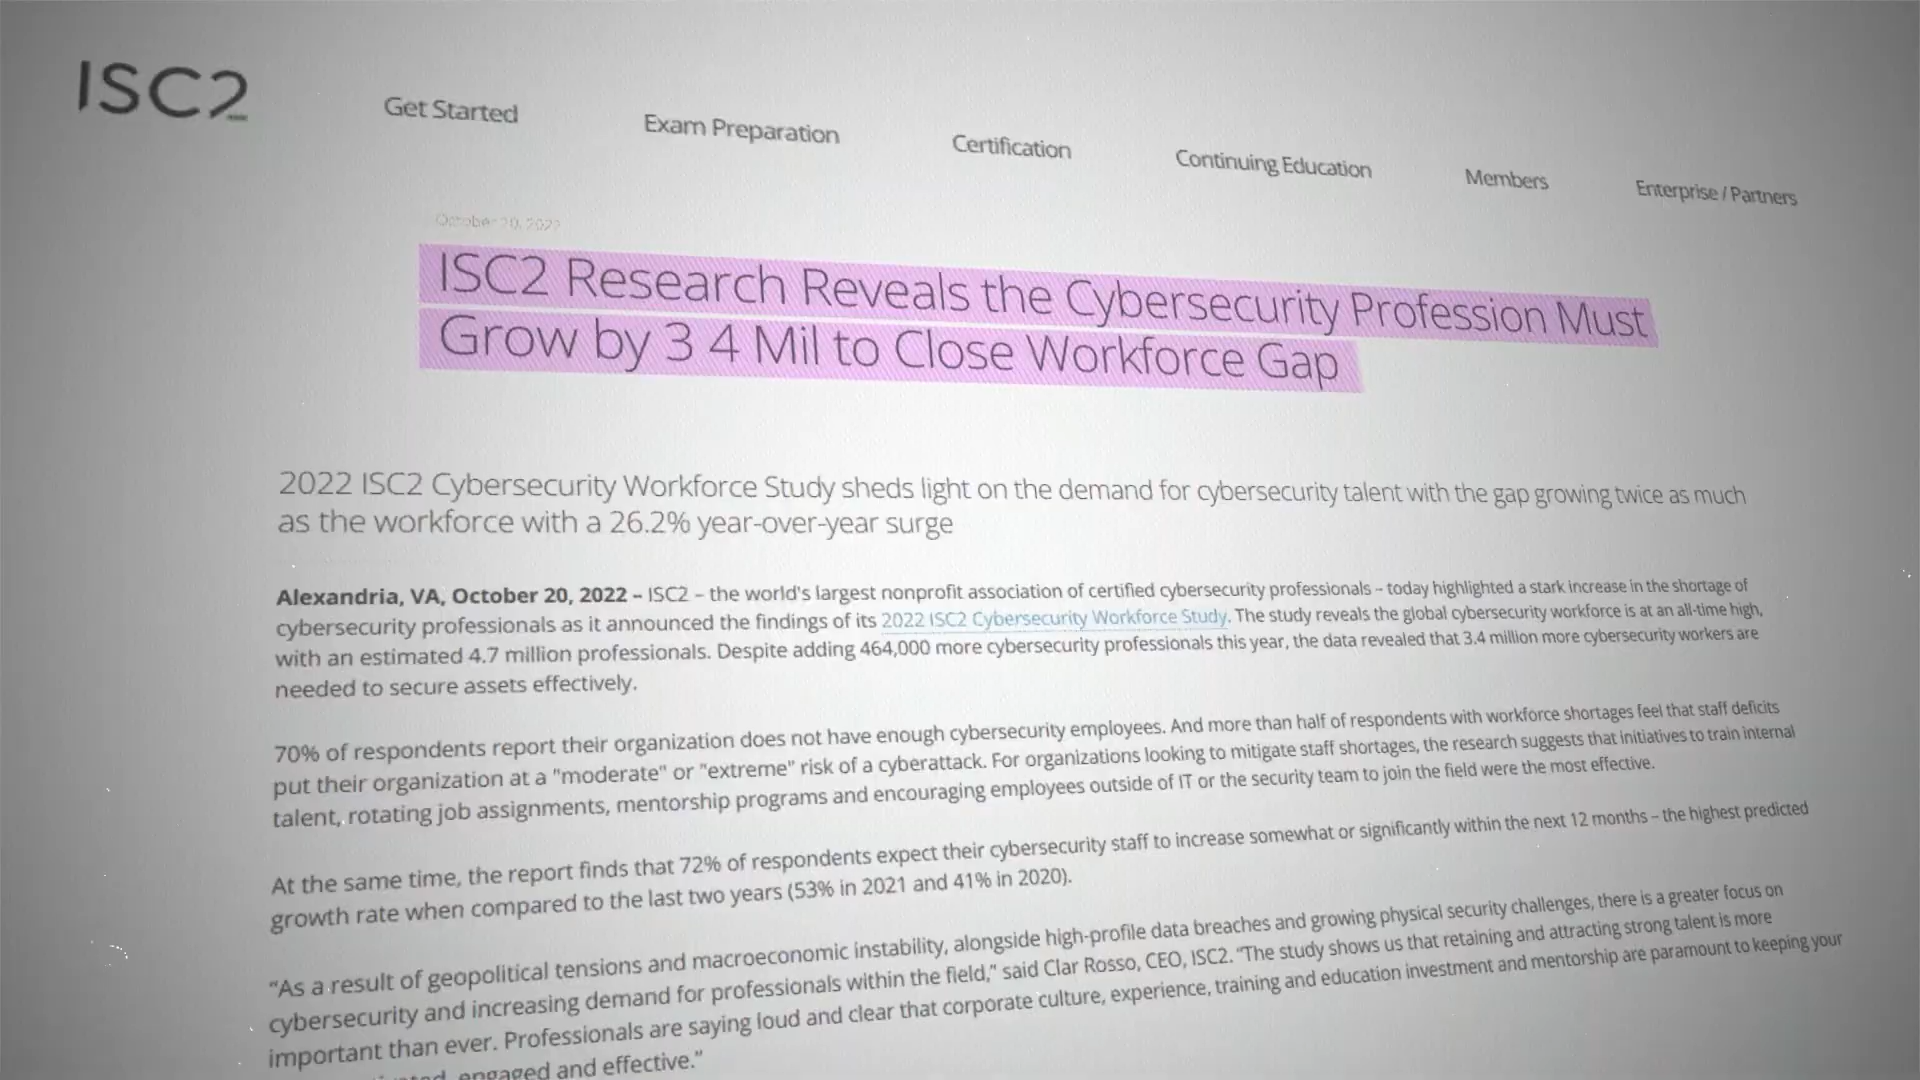 ISC2
Get Started
Exam Preparation
Certification
Continuing Education
Members
Enterprise / Partners
October 20, 2022
ISC2 Research Reveals the Cybersecurity Profession Must
Grow by 3 4 Mil to Close Workforce Gap
2022 ISC2 Cybersecurity Workforce Study sheds light on the demand for cybersecurity talent with the gap growing twice as much
as the workforce with a 26.2% year-over-year surge
Alexandria, VA, October 20, 2022 – ISC2 – the world's largest nonprofit association of certified cybersecurity professionals – today highlighted a stark increase in the shortage of
cybersecurity professionals as it announced the findings of its 2022 ISC2 Cybersecurity Workforce Study. The study reveals the global cybersecurity workforce is at an all-time high,
with an estimated 4.7 million professionals. Despite adding 464,000 more cybersecurity professionals this year, the data revealed that 3.4 million more cybersecurity workers are
needed to secure assets effectively.
70% of respondents report their organization does not have enough cybersecurity employees. And more than half of respondents with workforce shortages feel that staff deficits
put their organization at a "moderate" or "extreme" risk of a cyberattack. For organizations looking to mitigate staff shortages, the research suggests that initiatives to train internal
talent, rotating job assignments, mentorship programs and encouraging employees outside of IT or the security team to join the field were the most effective.
At the same time, the report finds that 72% of respondents expect their cybersecurity staff to increase somewhat or significantly within the next 12 months – the highest predicted
growth rate when compared to the last two years (53% in 2021 and 41% in 2020).
“As a result of geopolitical tensions and macroeconomic instability, alongside high-profile data breaches and growing physical security challenges, there is a greater focus on
cybersecurity and increasing demand for professionals within the field,” said Clar Rosso, CEO, ISC2. “The study shows us that retaining and attracting strong talent is more
important than ever. Professionals are saying loud and clear that corporate culture, experience, training and education investment and mentorship are paramount to keeping your
engaged and effective.”